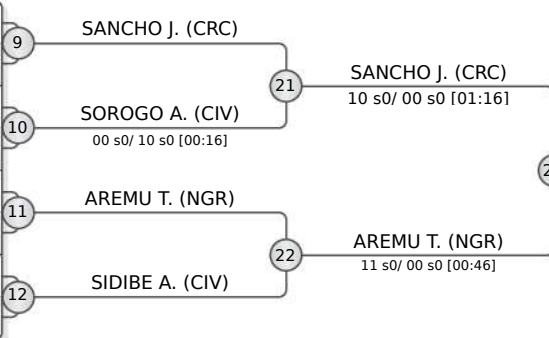 SANCHO J. (CRC)
9
21
SANCHO J. (CRC)
10 s0/ 00 s0 [01:16]
10
SOROGO A. (CIV)
00 s0/ 10 s0 [00:16]
2
11
AREMU T. (NGR)
22
AREMU T. (NGR)
11 s0/ 00 s0 [00:46]
12
SIDIBE A. (CIV)